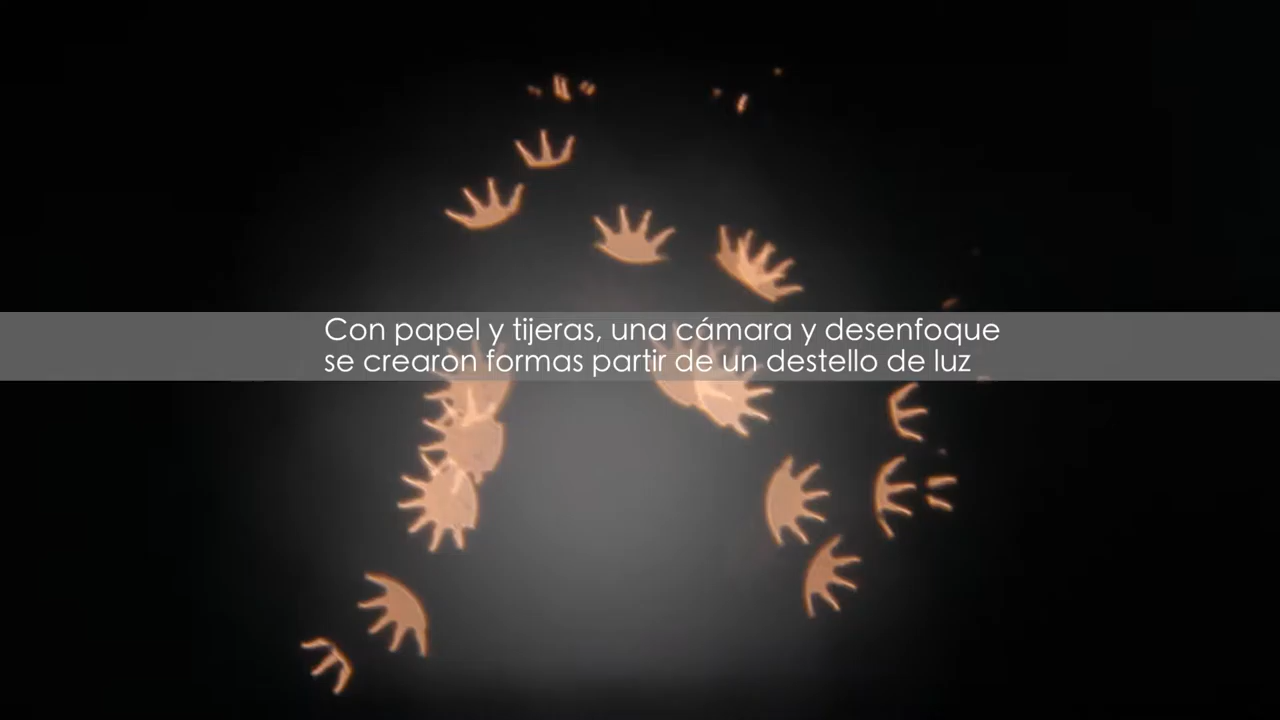 Con papel y tijeras, una cámara y desenfoque
se crearon formas partir de un destello de luz